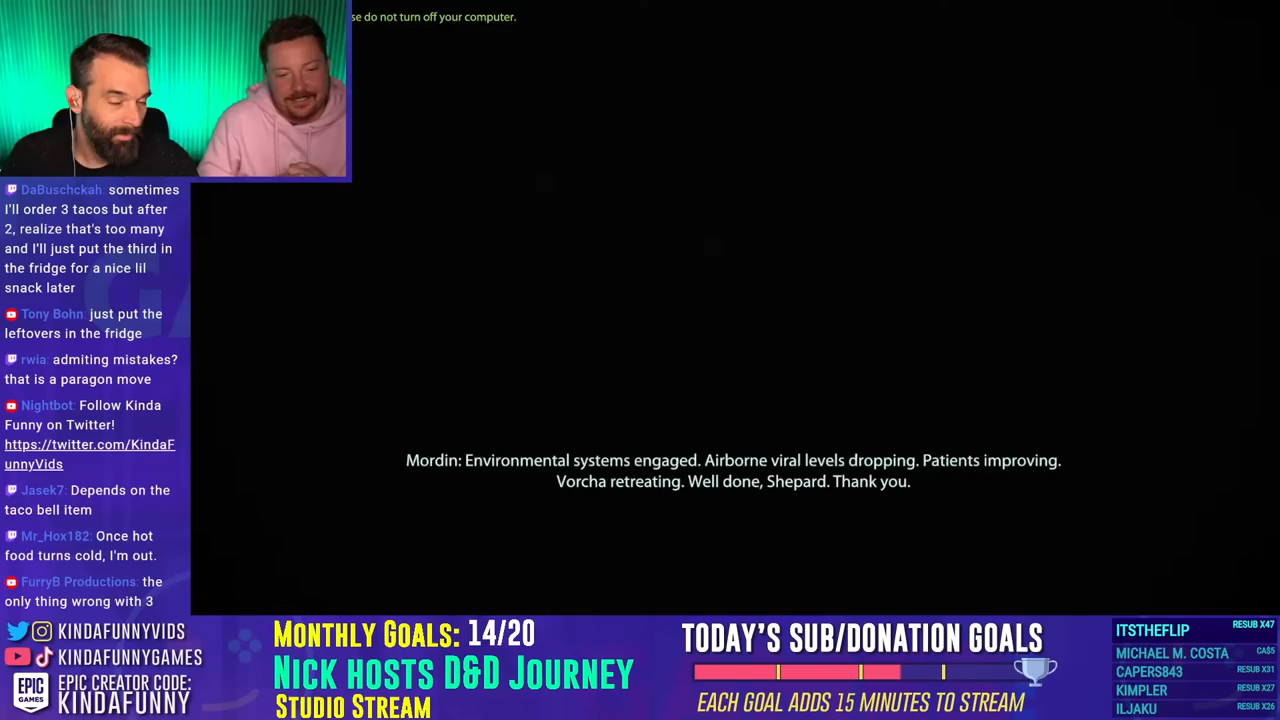 se do not turn off your computer.
DaBuschckah: sometimes
I'll order 3 tacos but after
2, realize that's too many
and I'll just put the third in
the fridge for a nice lil
snack later
Tony Bohn: just put the
leftovers in the fridge
rwia: admiting mistakes?
that is a paragon move
Nightbot: Follow Kinda
Funny on Twitter!
https://twitter.com/KindaF
unnyVids
Jasek7: Depends on the
taco bell item
Mr_Hox182: Once hot
food turns cold, I'm out.
FurryB Productions: the
only thing wrong with 3
Mordin: Environmental systems engaged. Airborne viral levels dropping. Patients improving.
Vorcha retreating. Well done, Shepard. Thank you.
KINDAFUNNYVIDS
KINDAFUNNYGAMES
EPIC GAMES
EPIC CREATOR CODE:
KINDAFUNNY
MONTHLY GOALS: 14/20
NICK HOSTS D&D JOURNEY
STUDIO STREAM
TODAY'S SUB/DONATION GOALS
EACH GOAL ADDS 15 MINUTES TO STREAM
ITSTHEFLIP RESUB X47
MICHAEL M. COSTA CA$5
CAPERS843 RESUB X31
KIMPLER RESUB X27
ILJAKU RESUB X26